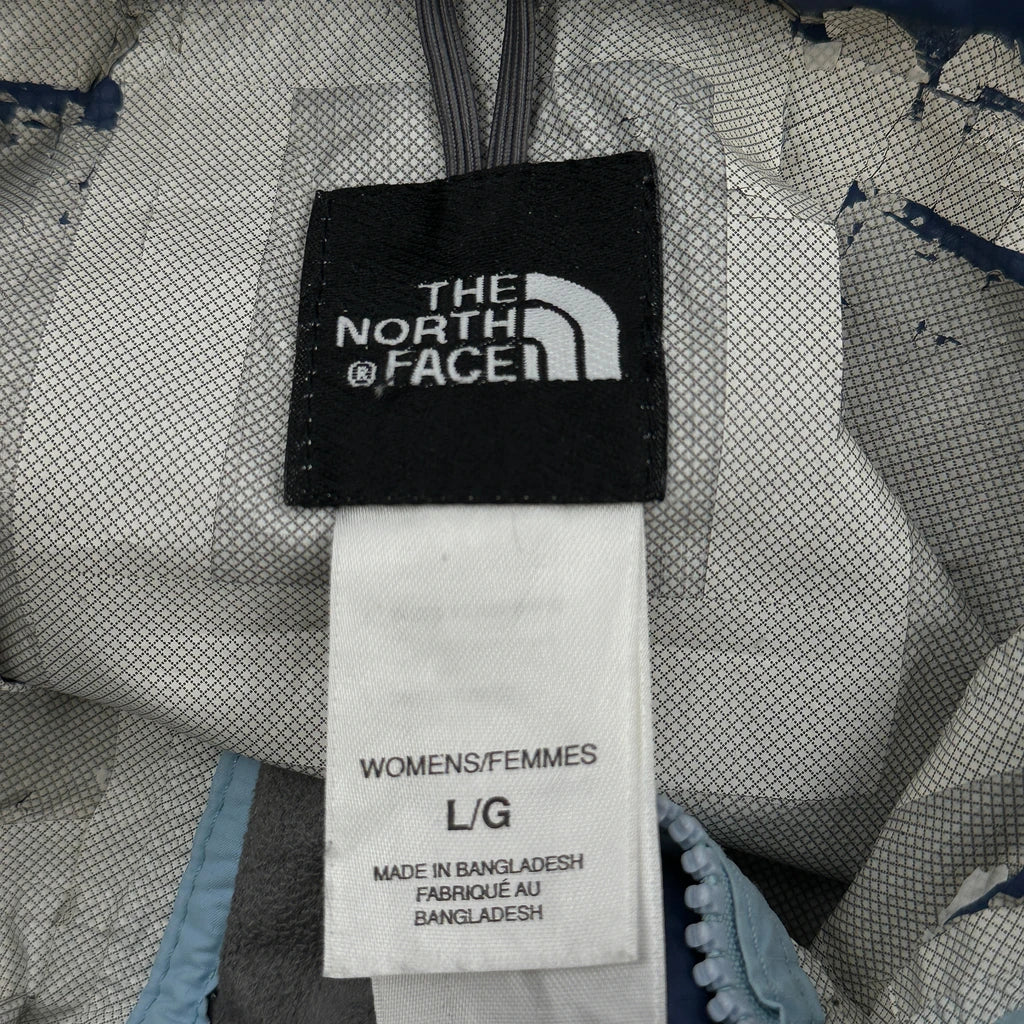 THE
NORTH
® FACE
WOMENS/FEMMES
L/G
MADE IN BANGLADESH
FABRIQUÉ AU
BANGLADESH